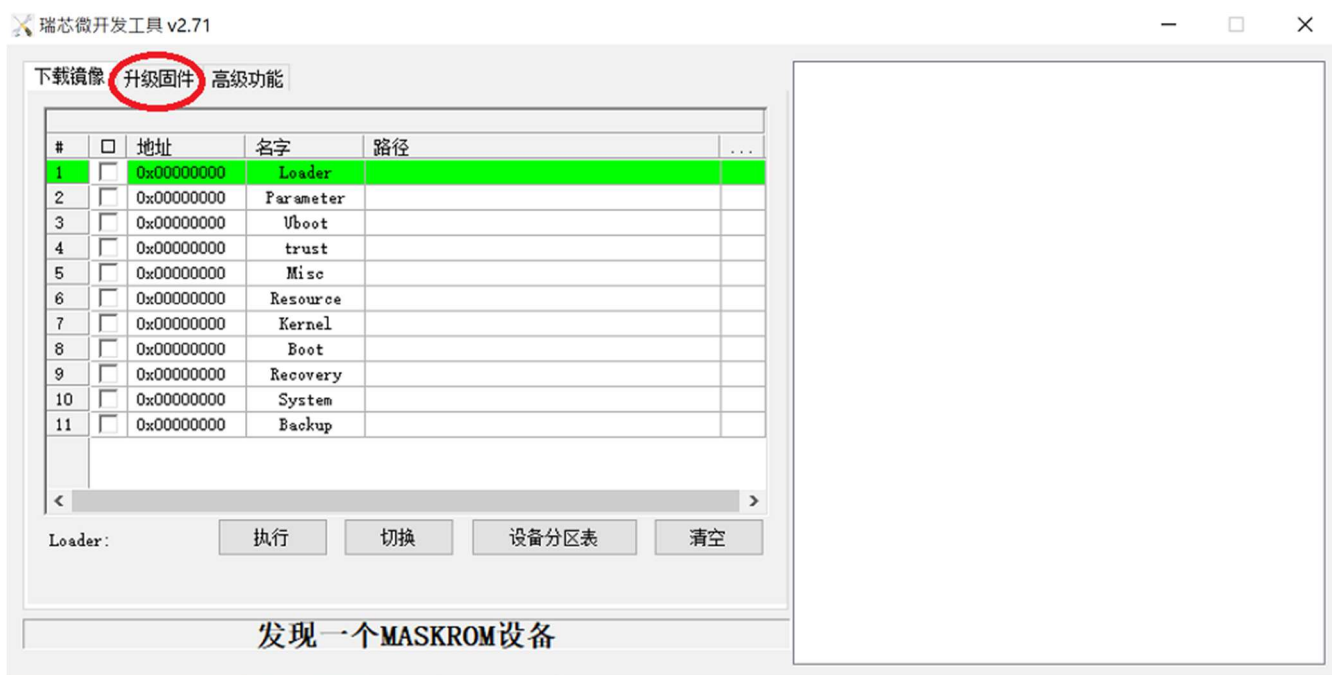 瑞芯微开发工具 v2.71
下载镜像 升级固件 高级功能
# 地址 名字 路径 ...
1 0x00000000 Loader
2 0x00000000 Parameter
3 0x00000000 Uboot
4 0x00000000 trust
5 0x00000000 Misc
6 0x00000000 Resource
7 0x00000000 Kernel
8 0x00000000 Boot
9 0x00000000 Recovery
10 0x00000000 System
11 0x00000000 Backup
Loader: 执行 切换 设备分区表 清空
发现一个MASKROM设备